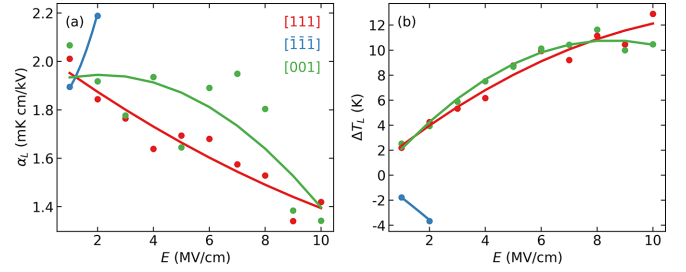 (a)
[111]
[1̄1̄1̄]
[001]
2.2
2.0
1.8
1.6
1.4
α_L (mK cm/kV)
2 4 6 8 10
E (MV/cm)
(b)
12
10
8
6
4
2
0
−2
−4
ΔT_L (K)
2 4 6 8 10
E (MV/cm)